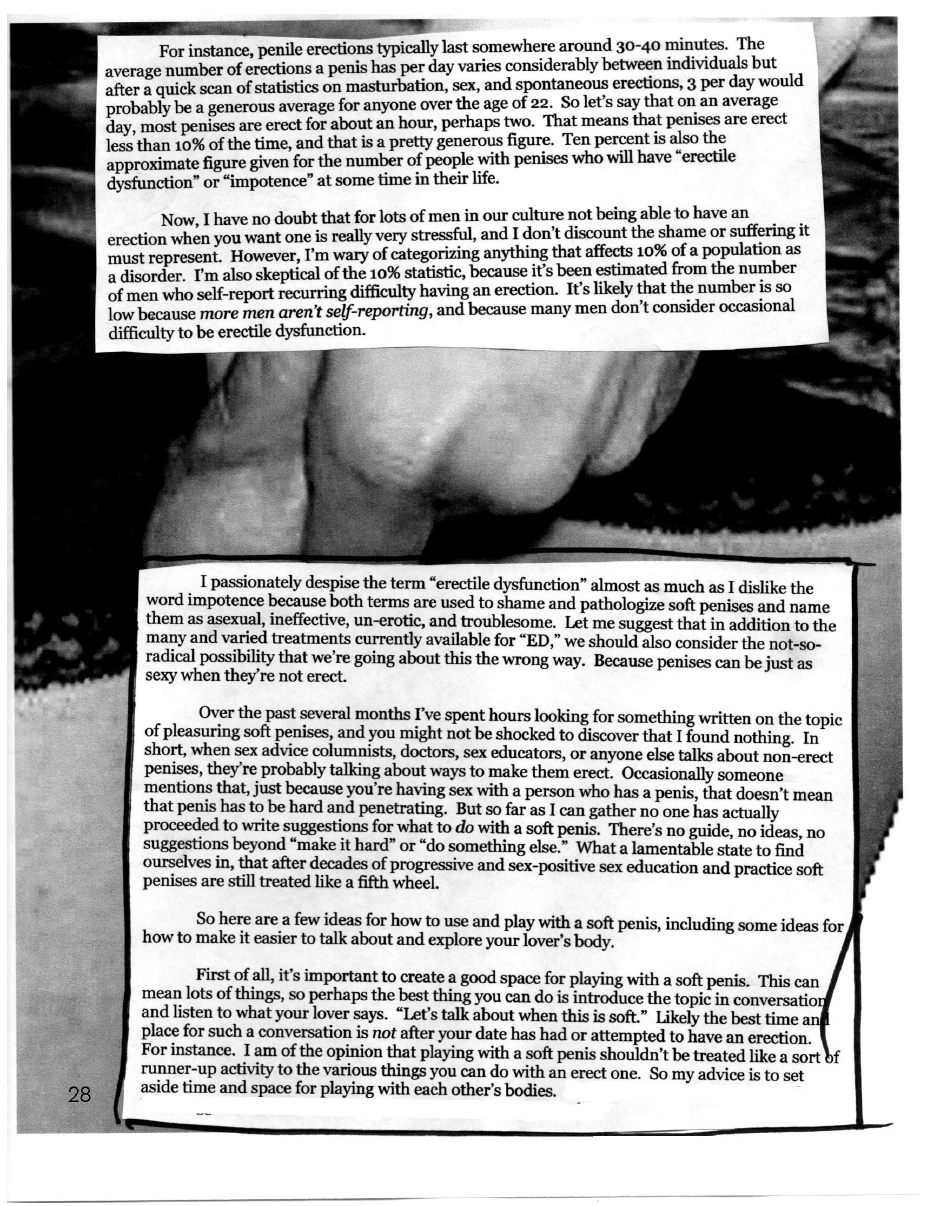 For instance, penile erections typically last somewhere around 30-40 minutes. The
average number of erections a penis has per day varies considerably between individuals but
after a quick scan of statistics on masturbation, sex, and spontaneous erections, 3 per day would
probably be a generous average for anyone over the age of 22. So let's say that on an average
day, most penises are erect for about an hour, perhaps two. That means that penises are erect
less than 10% of the time, and that is a pretty generous figure. Ten percent is also the
approximate figure given for the number of people with penises who will have "erectile
dysfunction" or "impotence" at some time in their life.
Now, I have no doubt that for lots of men in our culture not being able to have an
erection when you want one is really very stressful, and I don't discount the shame or suffering it
must represent. However, I'm wary of categorizing anything that affects 10% of a population as
a disorder. I'm also skeptical of the 10% statistic, because it's been estimated from the number
of men who self-report recurring difficulty having an erection. It's likely that the number is so
low because more men aren't self-reporting, and because many men don't consider occasional
difficulty to be erectile dysfunction.
I passionately despise the term "erectile dysfunction" almost as much as I dislike the
word impotence because both terms are used to shame and pathologize soft penises and name
them as asexual, ineffective, un-erotic, and troublesome. Let me suggest that in addition to the
many and varied treatments currently available for "ED," we should also consider the not-so-
radical possibility that we're going about this the wrong way. Because penises can be just as
sexy when they're not erect.
Over the past several months I've spent hours looking for something written on the topic
of pleasuring soft penises, and you might not be shocked to discover that I found nothing. In
short, when sex advice columnists, doctors, sex educators, or anyone else talks about non-erect
penises, they're probably talking about ways to make them erect. Occasionally someone
mentions that, just because you're having sex with a person who has a penis, that doesn't mean
that penis has to be hard and penetrating. But so far as I can gather no one has actually
proceeded to write suggestions for what to do with a soft penis. There's no guide, no ideas, no
suggestions beyond "make it hard" or "do something else." What a lamentable state to find
ourselves in, that after decades of progressive and sex-positive sex education and practice soft
penises are still treated like a fifth wheel.
So here are a few ideas for how to use and play with a soft penis, including some ideas for
how to make it easier to talk about and explore your lover's body.
First of all, it's important to create a good space for playing with a soft penis. This can
mean lots of things, so perhaps the best thing you can do is introduce the topic in conversation
and listen to what your lover says. "Let's talk about when this is soft." Likely the best time and
place for such a conversation is not after your date has had or attempted to have an erection.
For instance. I am of the opinion that playing with a soft penis shouldn't be treated like a sort of
runner-up activity to the various things you can do with an erect one. So my advice is to set
aside time and space for playing with each other's bodies.
28